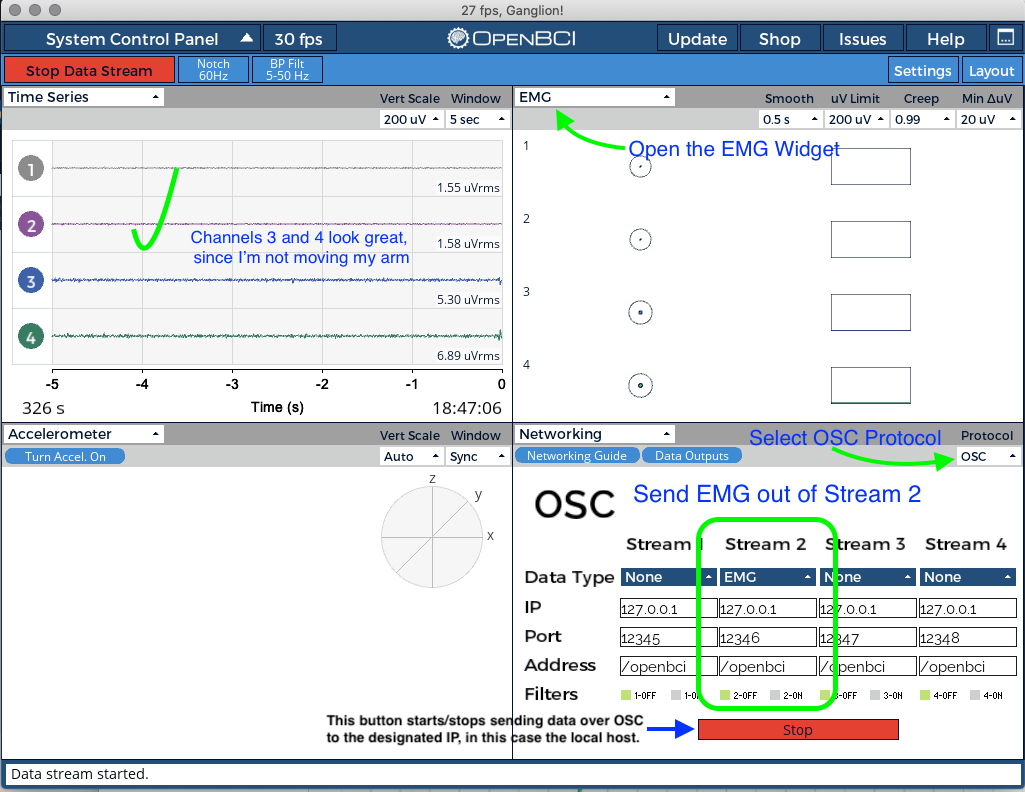 27 fps, Ganglion!
System Control Panel
30 fps
OPENBCI
Update
Shop
Issues
Help
Stop Data Stream
Notch
60Hz
BP Filt
5-50 Hz
Settings
Layout
Time Series
Vert Scale
Window
200 uV
5 sec
1
1.55 uVrms
2
1.58 uVrms
Channels 3 and 4 look great,
since I'm not moving my arm
3
5.30 uVrms
4
6.89 uVrms
-5
-4
-3
-2
-1
0
326 s
Time (s)
18:47:06
EMG
Smooth
uV Limit
Creep
Min ΔuV
0.5 s
200 uV
0.99
20 uV
Open the EMG Widget
1
2
3
4
Accelerometer
Vert Scale
Window
Turn Accel. On
Auto
Sync
z
y
x
Networking
Select OSC Protocol
Protocol
Networking Guide
Data Outputs
OSC
OSC
Send EMG out of Stream 2
Stream 1
Stream 2
Stream 3
Stream 4
Data Type
None
EMG
None
None
IP
127.0.0.1
127.0.0.1
127.0.0.1
127.0.0.1
Port
12345
12346
12347
12348
Address
/openbci
/openbci
/openbci
/openbci
Filters
1-OFF
1-ON
2-OFF
2-ON
3-OFF
3-ON
4-OFF
4-ON
This button starts/stops sending data over OSC
to the designated IP, in this case the local host.
Stop
Data stream started.